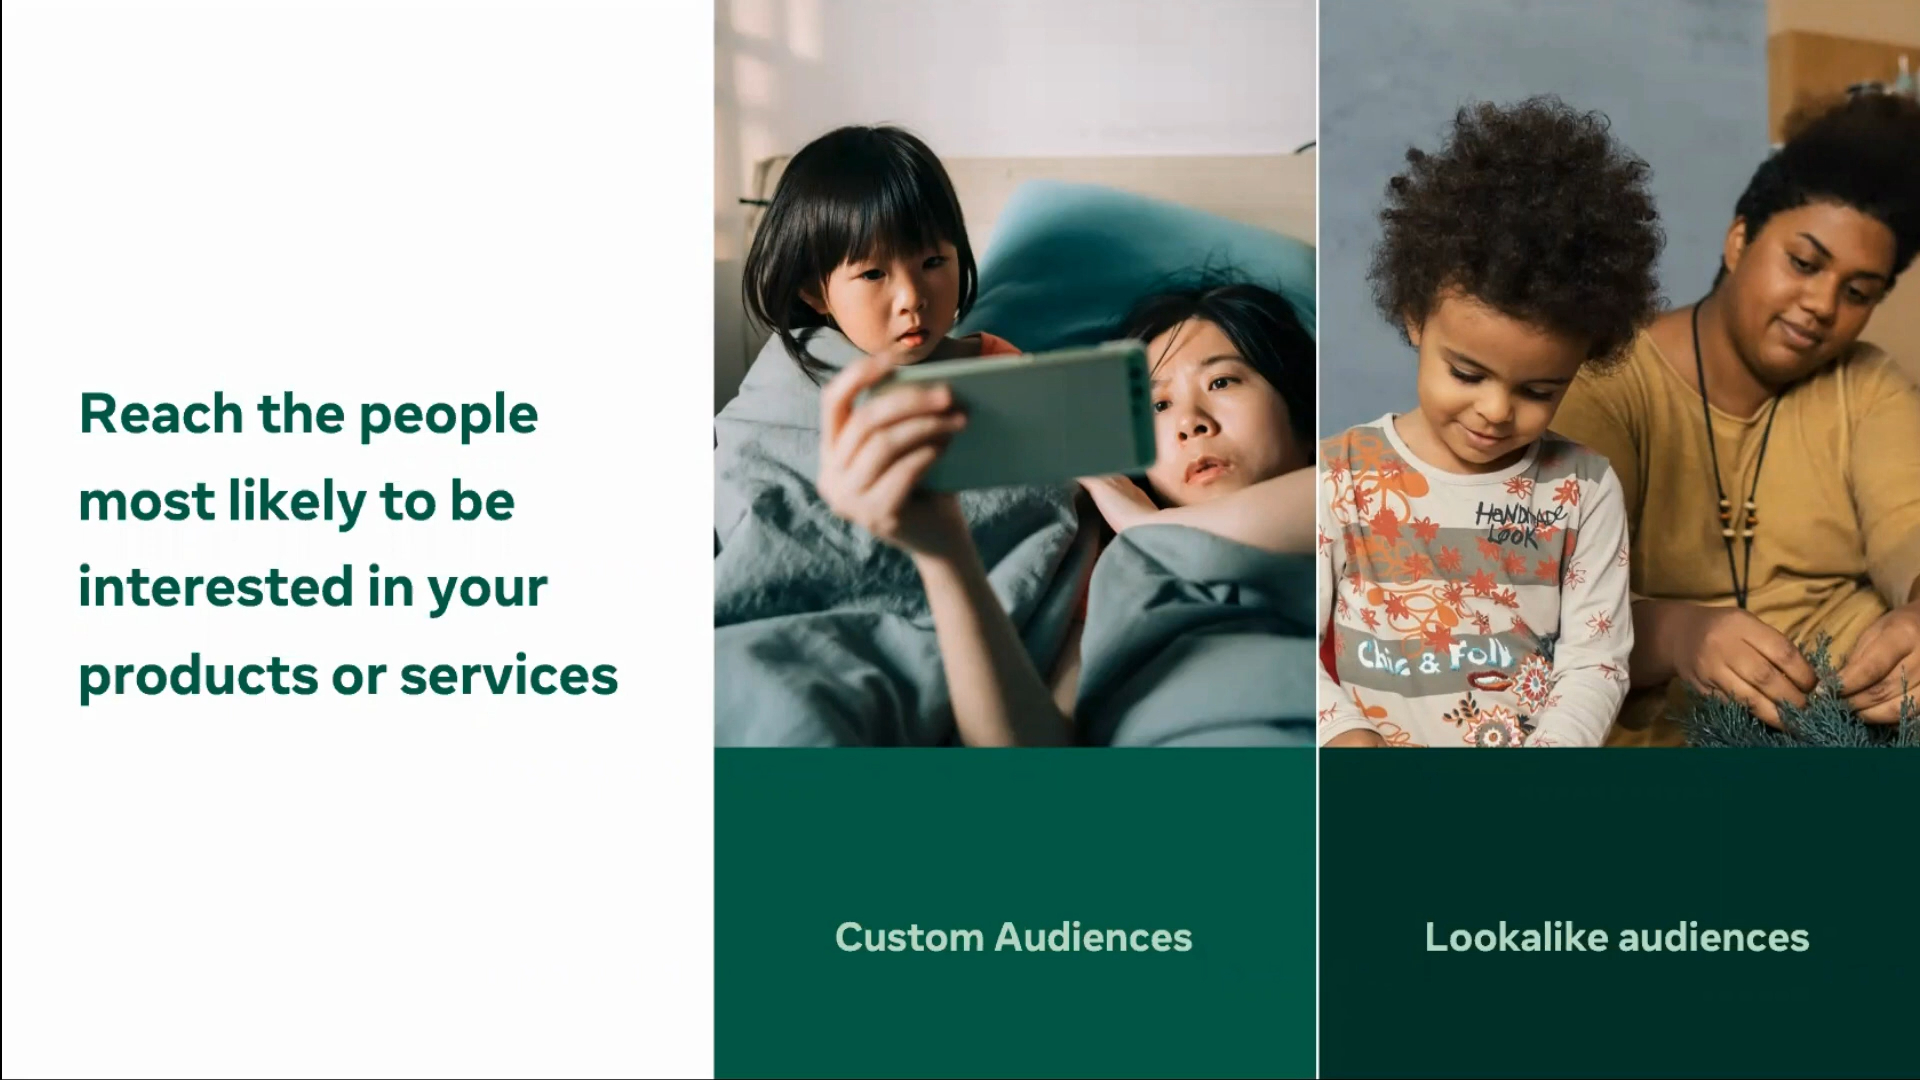 Reach the people
most likely to be
interested in your
products or services
HANDMADE
LOOK
Chic & Folk
Custom Audiences
Lookalike audiences